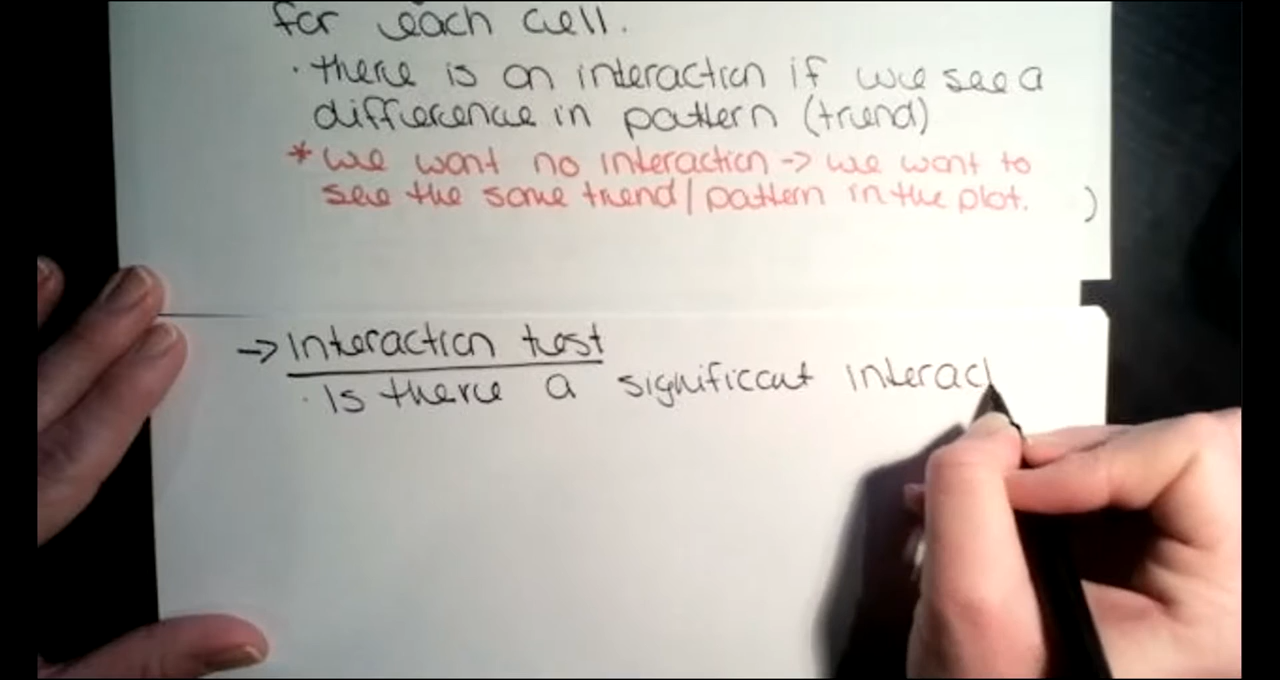 for each cell.
· there is an interaction if we see a
difference in pattern (trend)
* we want no interaction -> we want to
see the same trend/pattern in the plot. )
-> Interaction test
· Is there a significant interact